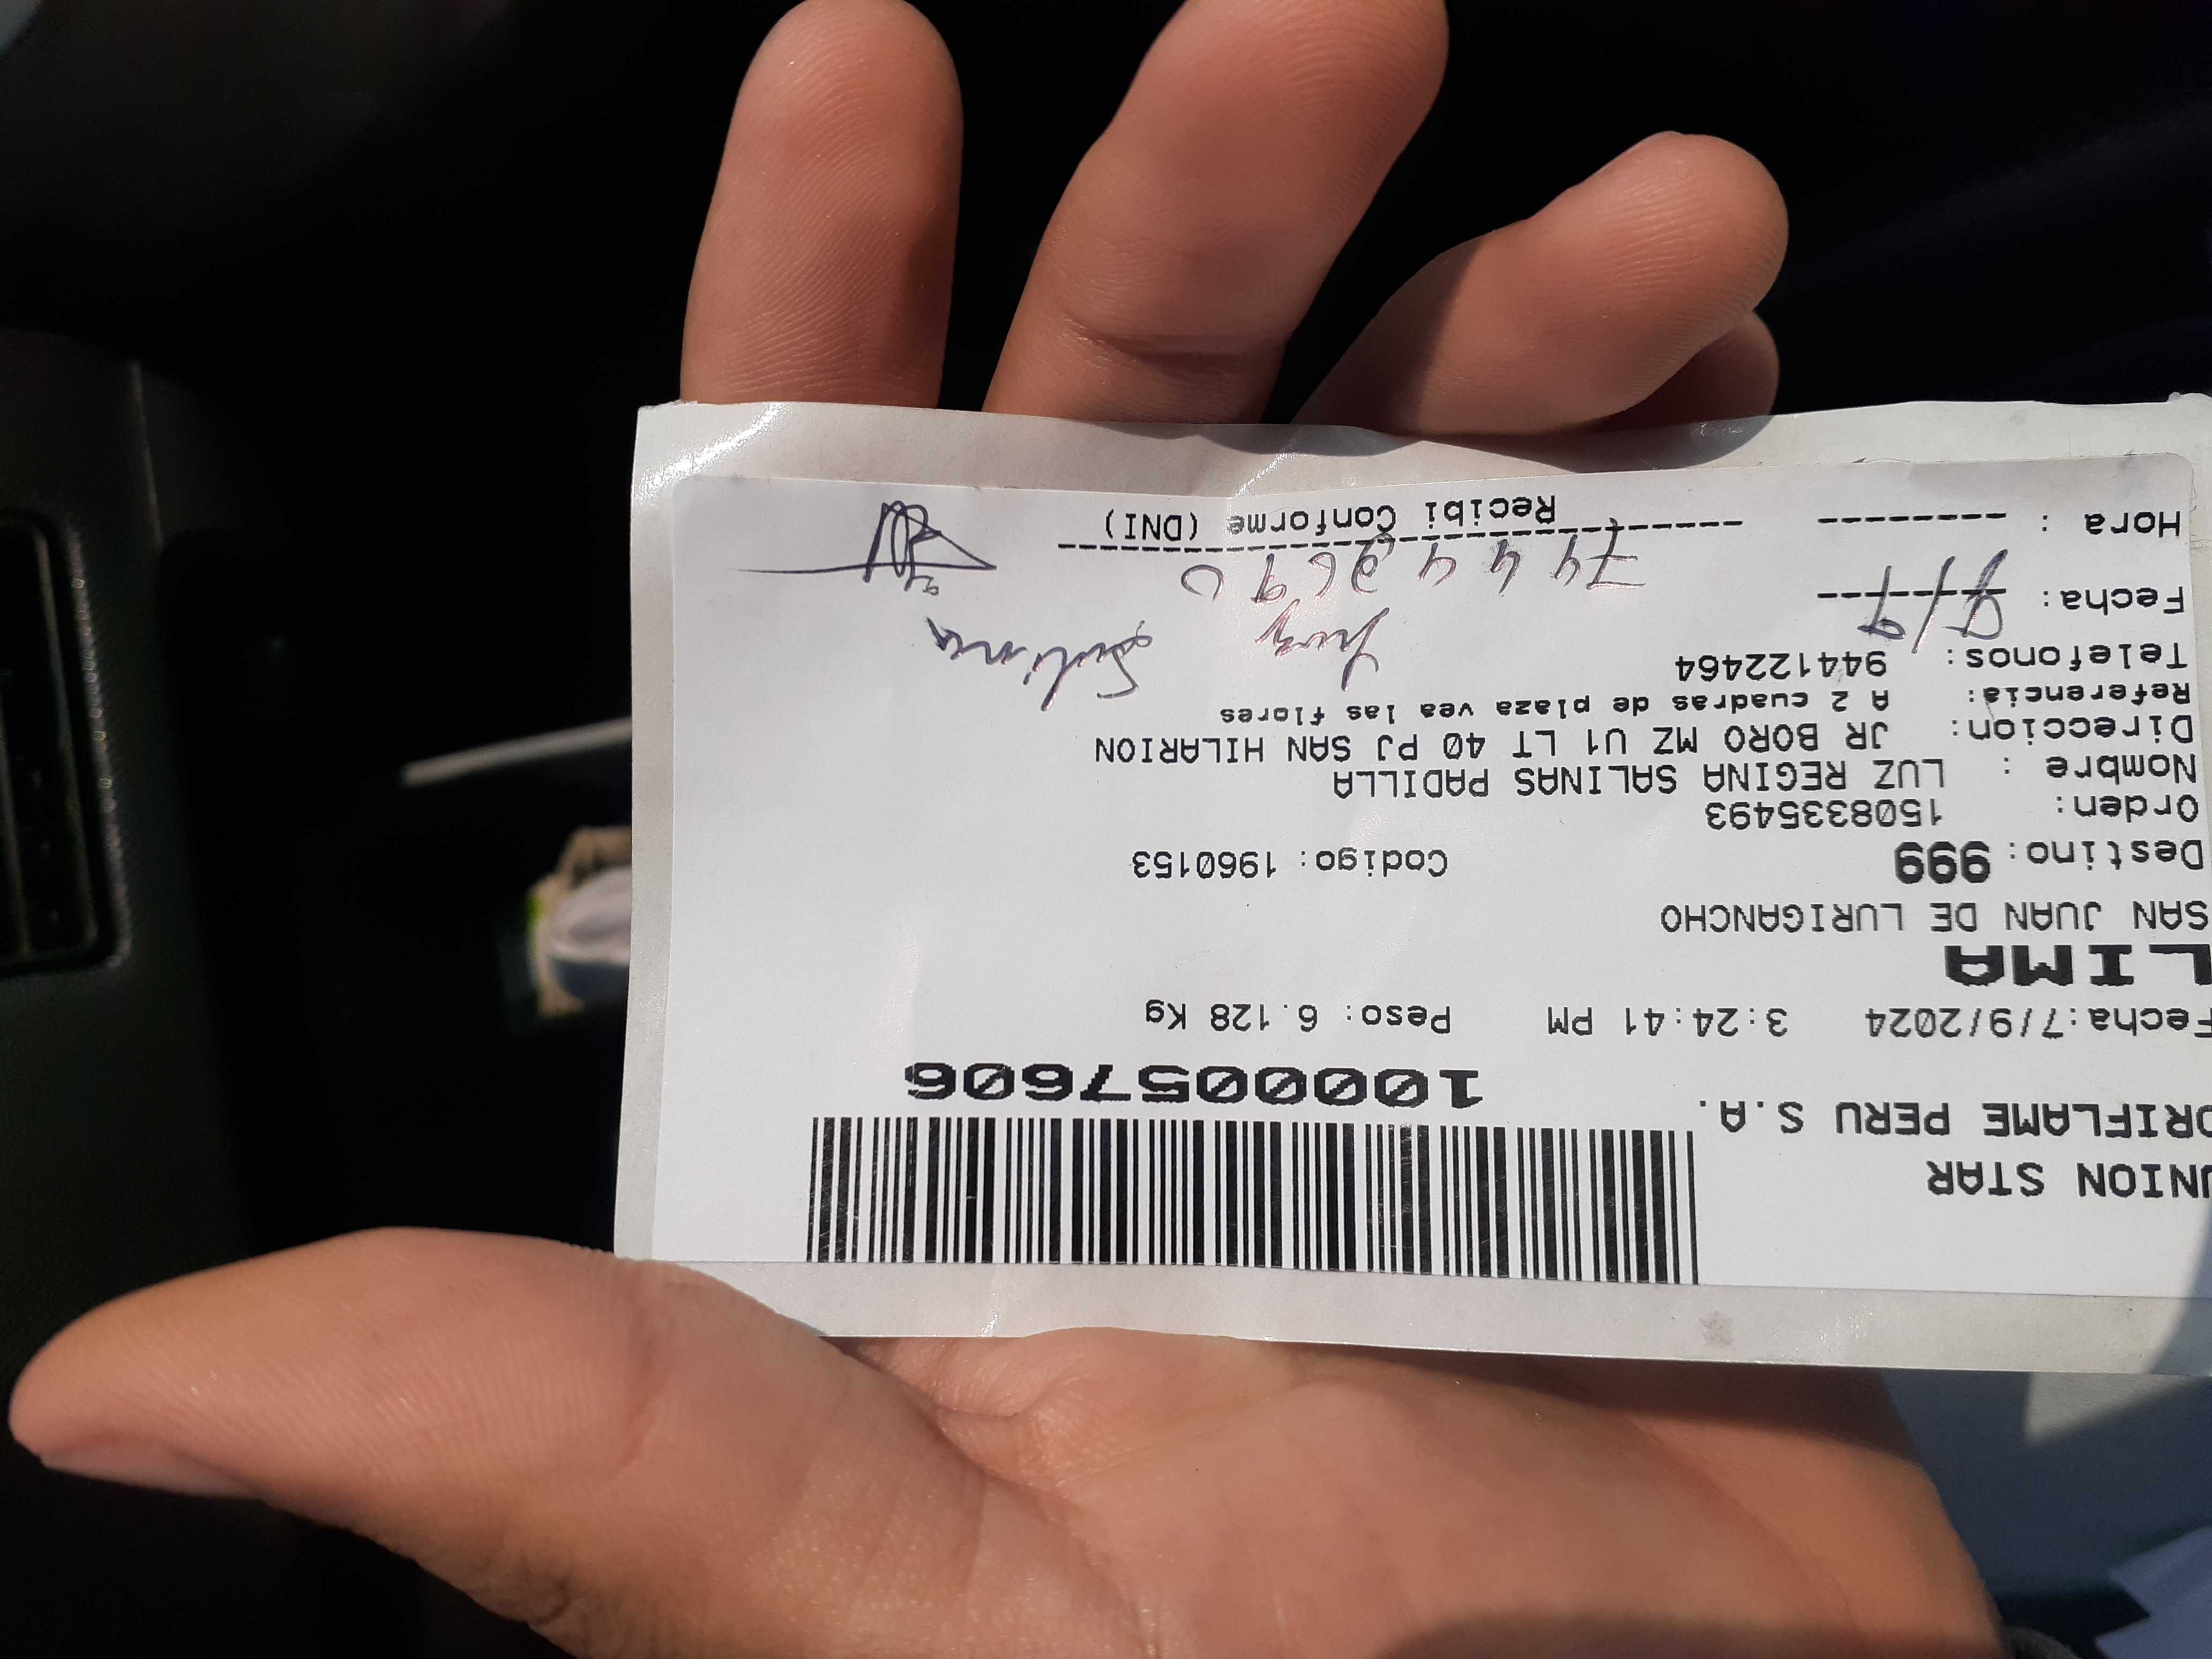 UNION STAR
ORIFLAME PERU S.A.
1000057606
Fecha:7/9/2024 3:24:41 PM Peso: 6.128 Kg
LIMA
SAN JUAN DE LURIGANCHO
Destino: 999 Codigo: 1960153
Orden: 1508335493
Nombre : LUZ REGINA SALINAS PADILLA
Direccion: JR BORO MZ U1 LT 40 PJ SAN HILARION
Referencia: A 2 cuadras de plaza vea las flores
Telefonos: 944122464
Luz Salinas
Fecha: 9/9
Hora :
Recibi Conforme (DNI)